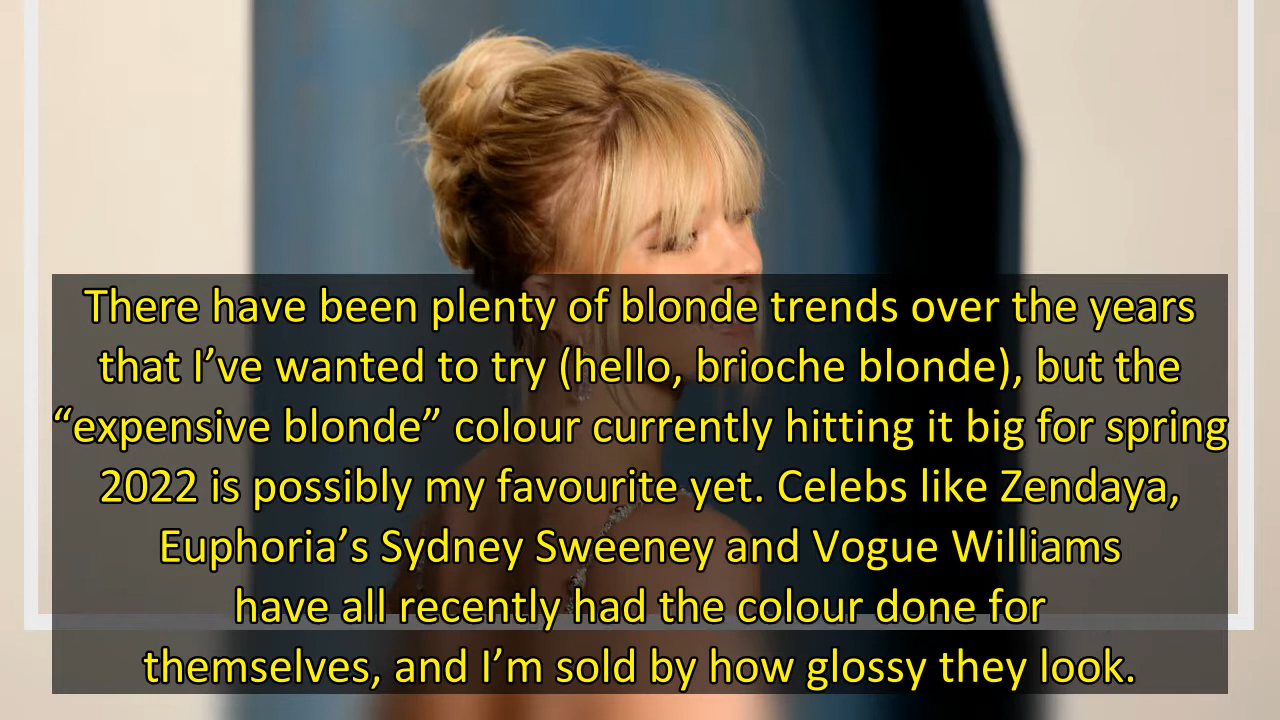 There have been plenty of blonde trends over the years
that I’ve wanted to try (hello, brioche blonde), but the
“expensive blonde” colour currently hitting it big for spring
2022 is possibly my favourite yet. Celebs like Zendaya,
Euphoria’s Sydney Sweeney and Vogue Williams
have all recently had the colour done for
themselves, and I’m sold by how glossy they look.